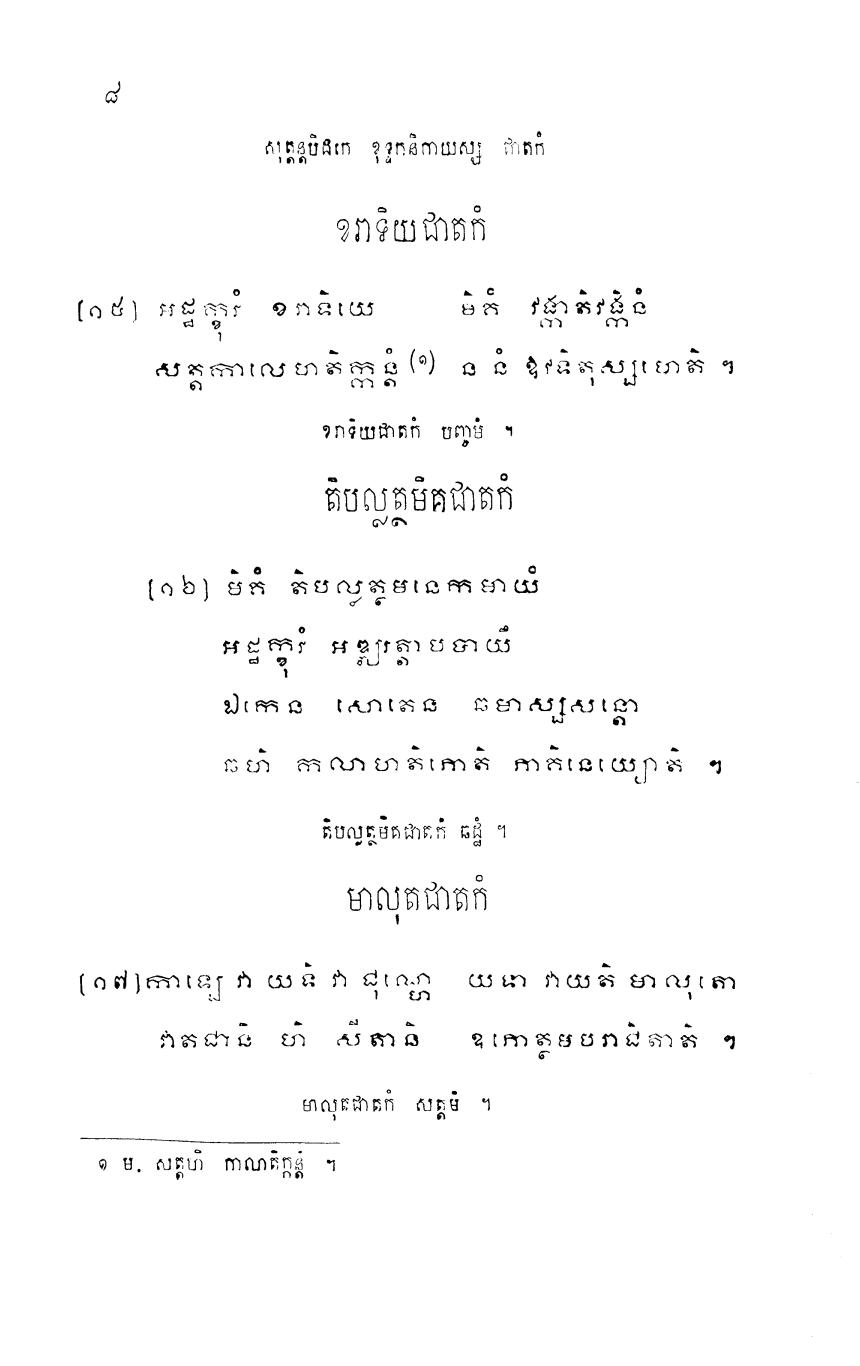 ៨
សុត្តន្តបិដកេ ខុទ្ទកនិកាយស្ស ជាតកំ
ខរាទិយជាតកំ
[១៥] អដ្ឋក្ខុរំ ខរាទិយេ មិគំ វង្កាតិវង្កិនំ
សត្តកាលេហតិក្កន្តំ (១) ន នំ ឱវទិតុស្សហេតិ ។
ខរាទិយជាតកំ បញ្ចមំ ។
តិបល្លត្ថមិគជាតកំ
[១៦] មិគំ តិបល្លត្ថមនេកមាយំ
អដ្ឋក្ខុរំ អឌ្ឍរត្តាបបាយឹ
ឯកេន សោតេន ឆមាស្សសន្តោ
ឆហិ កលាហតិភោតិ ភាគិនេយ្យោតិ ។
តិបល្លត្ថមិគជាតកំ ឆដ្ឋំ ។
មាលុតជាតកំ
[១៧] កាឡេ វា យទិ វា ជុណ្ហេ យទា វាយតិ មាលុតោ
វាតជានិ ហិ សីតានិ ឧភោត្ថមបរាជិតាតិ ។
មាលុតជាតកំ សត្តមំ ។
១ ម. សត្តហិ កាលាតិក្កន្តំ ។